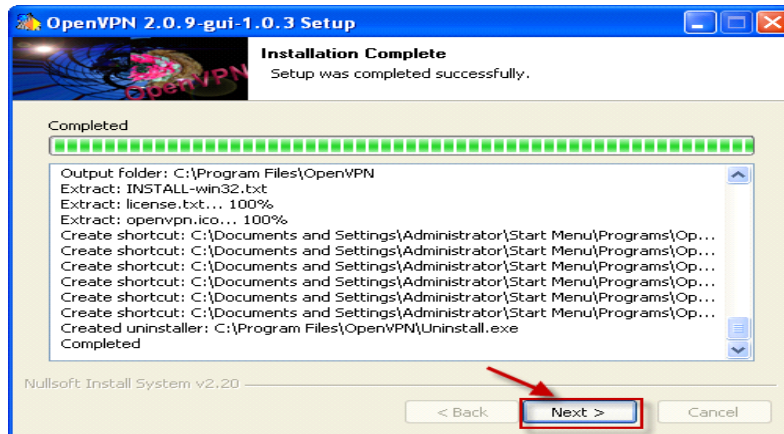 OpenVPN 2.0.9-gui-1.0.3 Setup
OpenVPN
Installation Complete
Setup was completed successfully.
Completed
Output folder: C:\Program Files\OpenVPN
Extract: INSTALL-win32.txt
Extract: license.txt... 100%
Extract: openvpn.ico... 100%
Create shortcut: C:\Documents and Settings\Administrator\Start Menu\Programs\Op...
Create shortcut: C:\Documents and Settings\Administrator\Start Menu\Programs\Op...
Create shortcut: C:\Documents and Settings\Administrator\Start Menu\Programs\Op...
Create shortcut: C:\Documents and Settings\Administrator\Start Menu\Programs\Op...
Create shortcut: C:\Documents and Settings\Administrator\Start Menu\Programs\Op...
Create shortcut: C:\Documents and Settings\Administrator\Start Menu\Programs\Op...
Created uninstaller: C:\Program Files\OpenVPN\Uninstall.exe
Completed
Nullsoft Install System v2.20
< Back Next > Cancel